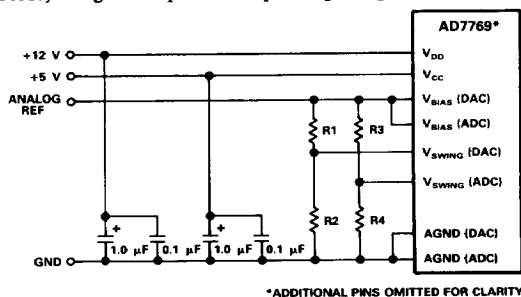 AD7769*
+12 V
V_DD
+5 V
V_CC
ANALOG
REF
V_BIAS (DAC)
R1
R3
V_BIAS (ADC)
V_SWING (DAC)
V_SWING (ADC)
R2
R4
+
+
1.0 μF
0.1 μF
1.0 μF
0.1 μF
AGND (DAC)
GND
AGND (ADC)
*ADDITIONAL PINS OMITTED FOR CLARITY